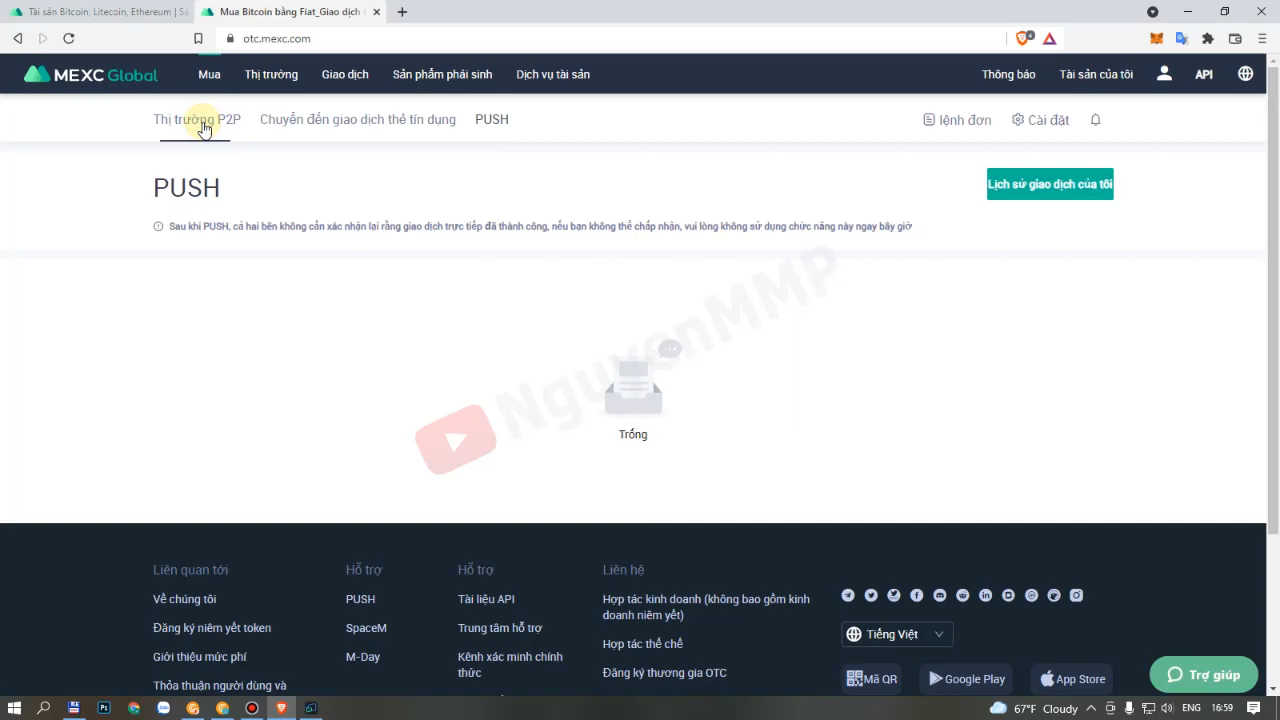 Tài sản Bitcoin, Litecoin, Ethereum | Sà
Mua Bitcoin bằng Fiat_Giao dịch
otc.mexc.com
4
MEXC Global
Mua
Thị trường
Giao dịch
Sản phẩm phái sinh
Dịch vụ tài sản
Thông báo
Tài sản của tôi
API
Thị trường P2P
Chuyển đến giao dịch thẻ tín dụng
PUSH
lệnh đơn
Cài đặt
PUSH
Lịch sử giao dịch của tôi
Sau khi PUSH, cả hai bên không cần xác nhận lại rằng giao dịch trực tiếp đã thành công, nếu bạn không thể chấp nhận, vui lòng không sử dụng chức năng này ngay bây giờ
NguyenMMP
Trống
Liên quan tới
Về chúng tôi
Đăng ký niêm yết token
Giới thiệu mức phí
Thỏa thuận người dùng và
Hỗ trợ
PUSH
SpaceM
M-Day
Hỗ trợ
Tài liệu API
Trung tâm hỗ trợ
Kênh xác minh chính
thức
Liên hệ
Hợp tác kinh doanh (không bao gồm kinh
doanh niêm yết)
Hợp tác thể chế
Đăng ký thương gia OTC
Tiếng Việt
Mã QR
Google Play
App Store
Trợ giúp
67°F Cloudy
ENG
16:59